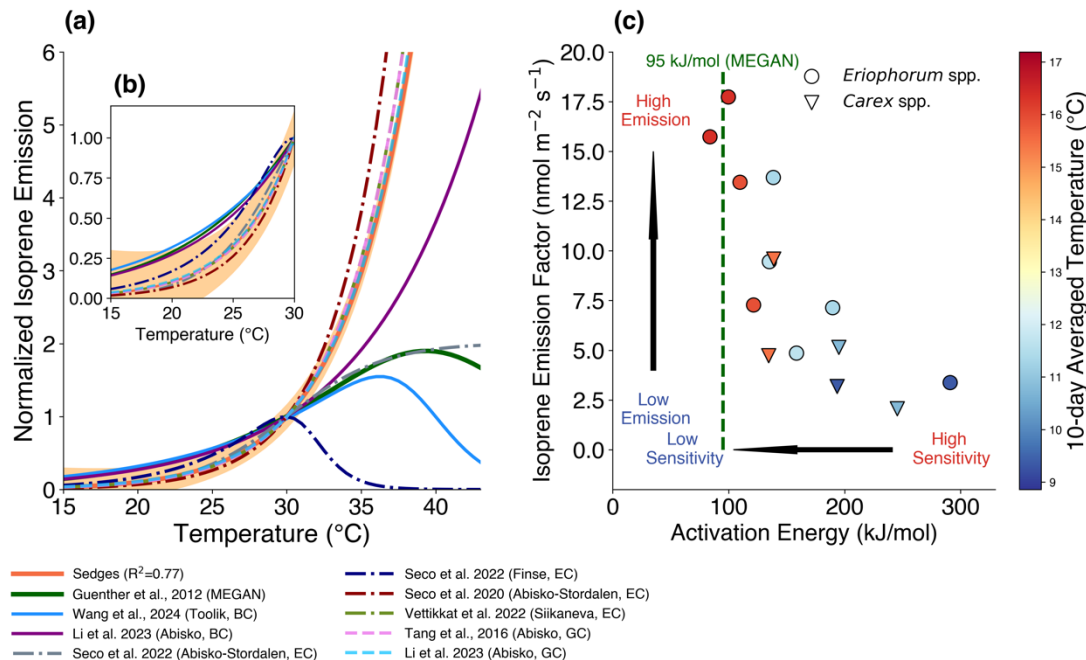 (a)
6
5
4
3
2
1
0
15
20
25
30
35
40
Normalized Isoprene Emission
Temperature (°C)
(b)
1.00
0.75
0.50
0.25
0.00
15
20
25
30
Temperature (°C)
(c)
20.0
17.5
15.0
12.5
10.0
7.5
5.0
2.5
0.0
0
100
200
300
Isoprene Emission Factor (nmol m⁻² s⁻¹)
Activation Energy (kJ/mol)
95 kJ/mol (MEGAN)
Eriophorum spp.
Carex spp.
High
Emission
Low
Emission
Low
Sensitivity
High
Sensitivity
17
16
15
14
13
12
11
10
9
10-day Averaged Temperature (°C)
Sedges (R²=0.77)
Guenther et al., 2012 (MEGAN)
Wang et al., 2024 (Toolik, BC)
Li et al. 2023 (Abisko, BC)
Seco et al. 2022 (Abisko-Stordalen, EC)
Seco et al. 2022 (Finse, EC)
Seco et al. 2020 (Abisko-Stordalen, EC)
Vettikkat et al. 2022 (Siikaneva, EC)
Tang et al., 2016 (Abisko, GC)
Li et al. 2023 (Abisko, GC)